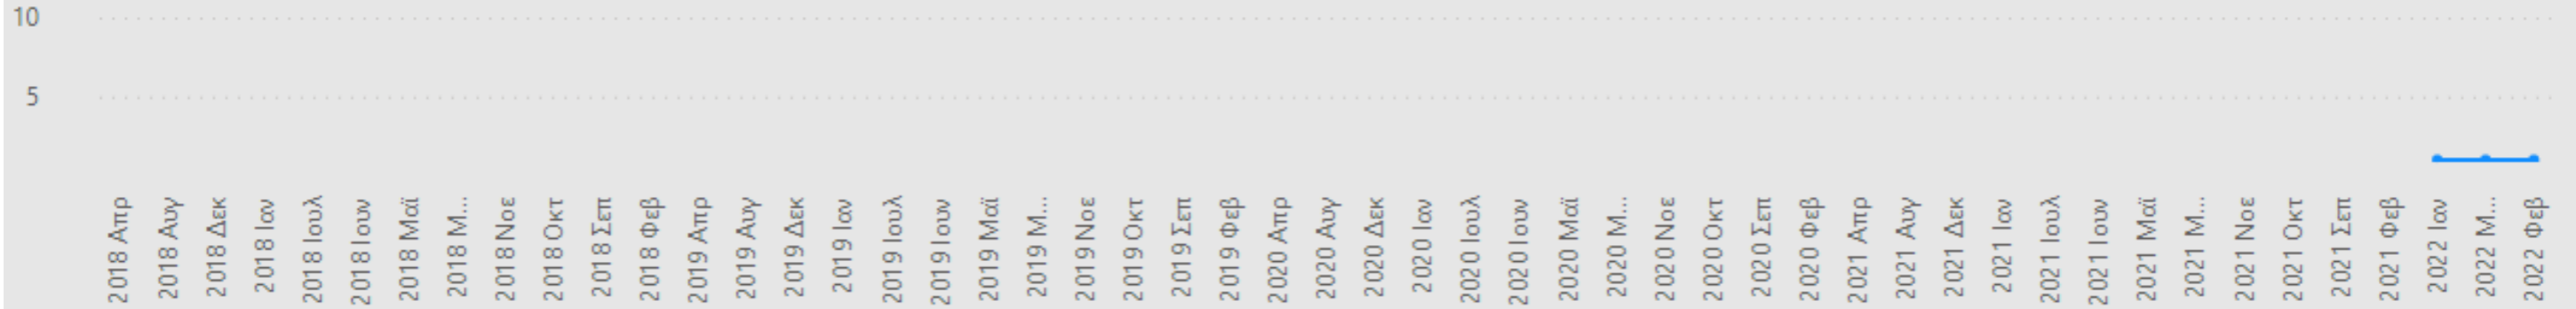 10
5
2018 Απρ
2018 Αυγ
2018 Δεκ
2018 Ιαν
2018 Ιουλ
2018 Ιουν
2018 Μαϊ
2018 Μ...
2018 Νοε
2018 Οκτ
2018 Σεπ
2018 Φεβ
2019 Απρ
2019 Αυγ
2019 Δεκ
2019 Ιαν
2019 Ιουλ
2019 Ιουν
2019 Μαϊ
2019 Μ...
2019 Νοε
2019 Οκτ
2019 Σεπ
2019 Φεβ
2020 Απρ
2020 Αυγ
2020 Δεκ
2020 Ιαν
2020 Ιουλ
2020 Ιουν
2020 Μαϊ
2020 Μ...
2020 Νοε
2020 Οκτ
2020 Σεπ
2020 Φεβ
2021 Απρ
2021 Αυγ
2021 Δεκ
2021 Ιαν
2021 Ιουλ
2021 Ιουν
2021 Μαϊ
2021 Μ...
2021 Νοε
2021 Οκτ
2021 Σεπ
2021 Φεβ
2022 Ιαν
2022 Μ...
2022 Φεβ